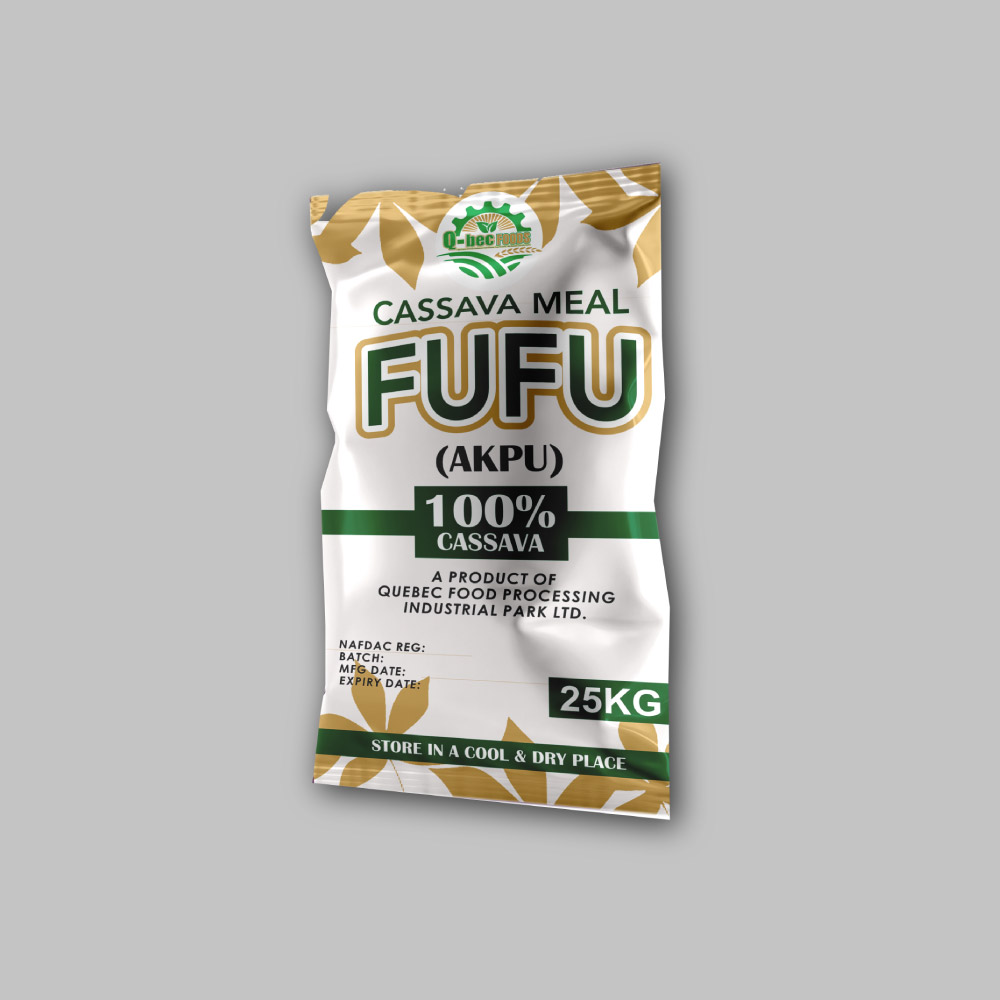 Q-bec FOODS
CASSAVA MEAL
FUFU
(AKPU)
100%
CASSAVA
A PRODUCT OF
QUEBEC FOOD PROCESSING
INDUSTRIAL PARK LTD.
NAFDAC REG:
BATCH:
MFG DATE:
EXPIRY DATE:
25KG
STORE IN A COOL & DRY PLACE